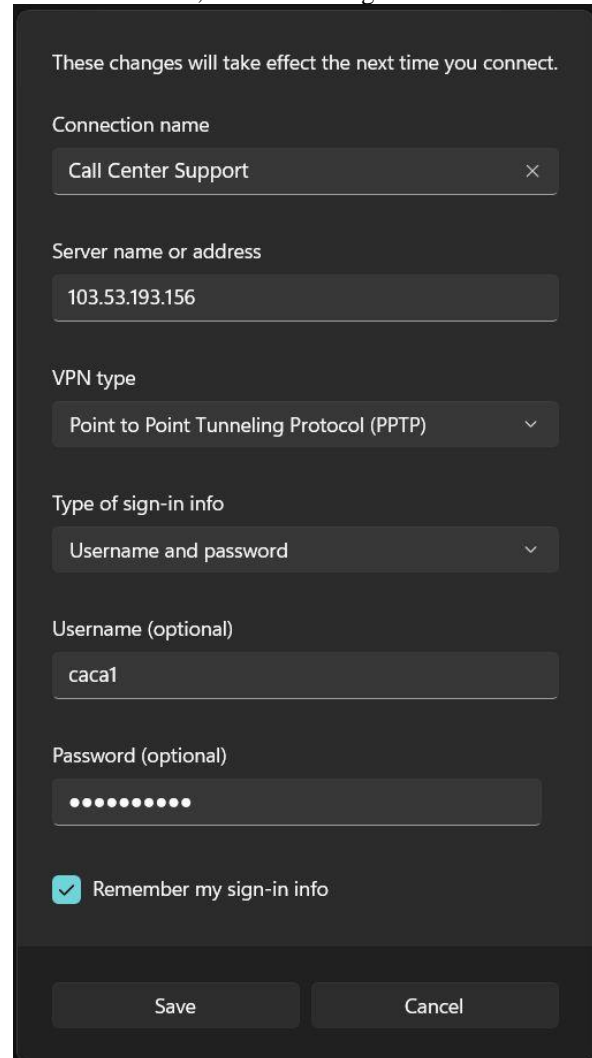 These changes will take effect the next time you connect.
Connection name
Call Center Support
Server name or address
103.53.193.156
VPN type
Point to Point Tunneling Protocol (PPTP)
Type of sign-in info
Username and password
Username (optional)
caca1
Password (optional)
●●●●●●●●●●
Remember my sign-in info
Save Cancel